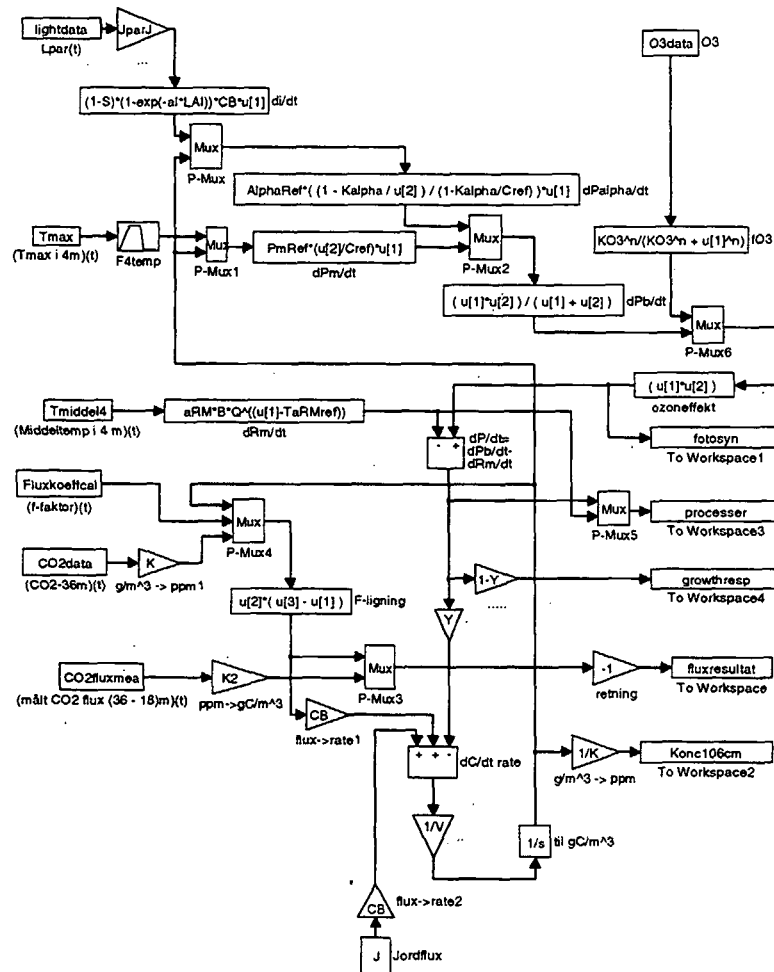 lightdata
Lpar(t)
JparJ
O3data
O3
(1-S)*(1-exp(-al*LAI))*CB*u[1]
di/dt
Mux
P-Mux
AlphaRef*( (1 - Kalpha / u[2] ) / (1-Kalpha/Cref) )*u[1]
dPalpha/dt
Tmax
(Tmax i 4m)(t)
F4temp
Mux
P-Mux1
PmRef*(u[2]/Cref)*u[1]
dPm/dt
Mux
P-Mux2
KO3^n/(KO3^n + u[1]^n)
fO3
( u[1]*u[2] ) / ( u[1] + u[2] )
dPb/dt
Mux
P-Mux6
Tmiddel4
(Middeltemp i 4 m)(t)
aRM*B*Q^((u[1]-TaRMref))
dRm/dt
- +
dP/dt=
dPb/dt-
dRm/dt
( u[1]*u[2] )
ozoneffekt
fotosyn
To Workspace1
Fluxkoeffcal
(f-faktor)(t)
Mux
P-Mux4
Mux
P-Mux5
processer
To Workspace3
CO2data
(CO2-36m)(t)
K
g/m^3 -> ppm1
1-Y
growthresp
To Workspace4
u[2]*( u[3] - u[1] )
F-ligning
Y
CO2fluxmea
(målt CO2 flux (36 - 18)m)(t)
K2
ppm->gC/m^3
Mux
P-Mux3
-1
retning
fluxresultat
To Workspace
CB
flux->rate1
+ + -
dC/dt rate
1/K
g/m^3 -> ppm
Konc106cm
To Workspace2
1/V
1/s
til gC/m^3
CB
flux->rate2
J
Jordflux